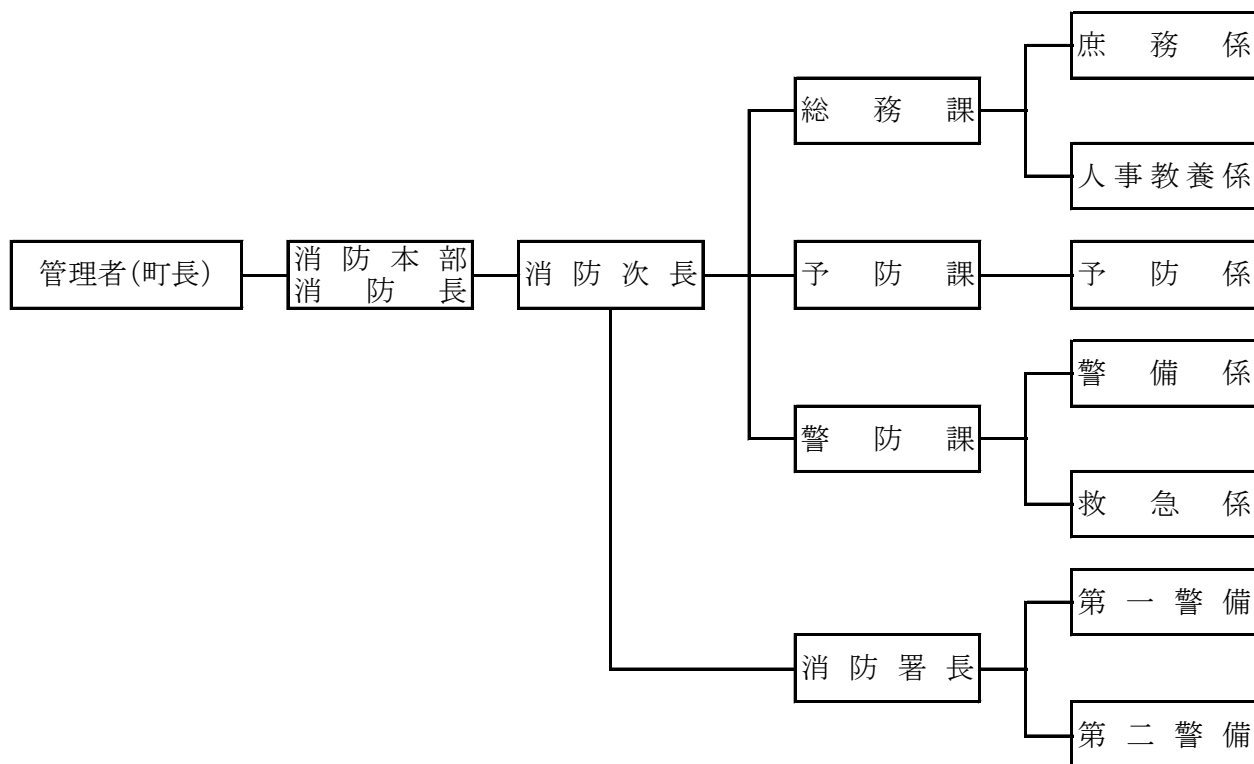 庶務係
総務課
人事教養係
管理者(町長)
消防本部
消防長
消防次長
予防課
予防係
警備係
警防課
救急係
第一警備
消防署長
第二警備